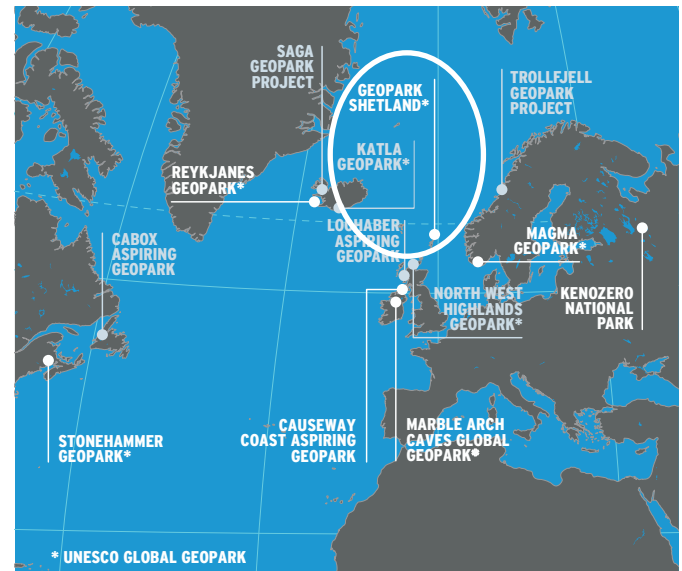 SAGA
GEOPARK
PROJECT
GEOPARK
SHETLAND*
TROLLFJELL
GEOPARK
PROJECT
KATLA
GEOPARK*
REYKJANES
GEOPARK*
LOCHABER
ASPIRING
GEOPARK
CABOX
ASPIRING
GEOPARK
MAGMA
GEOPARK*
KENOZERO
NATIONAL
PARK
NORTH WEST
HIGHLANDS
GEOPARK*
STONEHAMMER
GEOPARK*
CAUSEWAY
COAST ASPIRING
GEOPARK
MARBLE ARCH
CAVES GLOBAL
GEOPARK*
* UNESCO GLOBAL GEOPARK